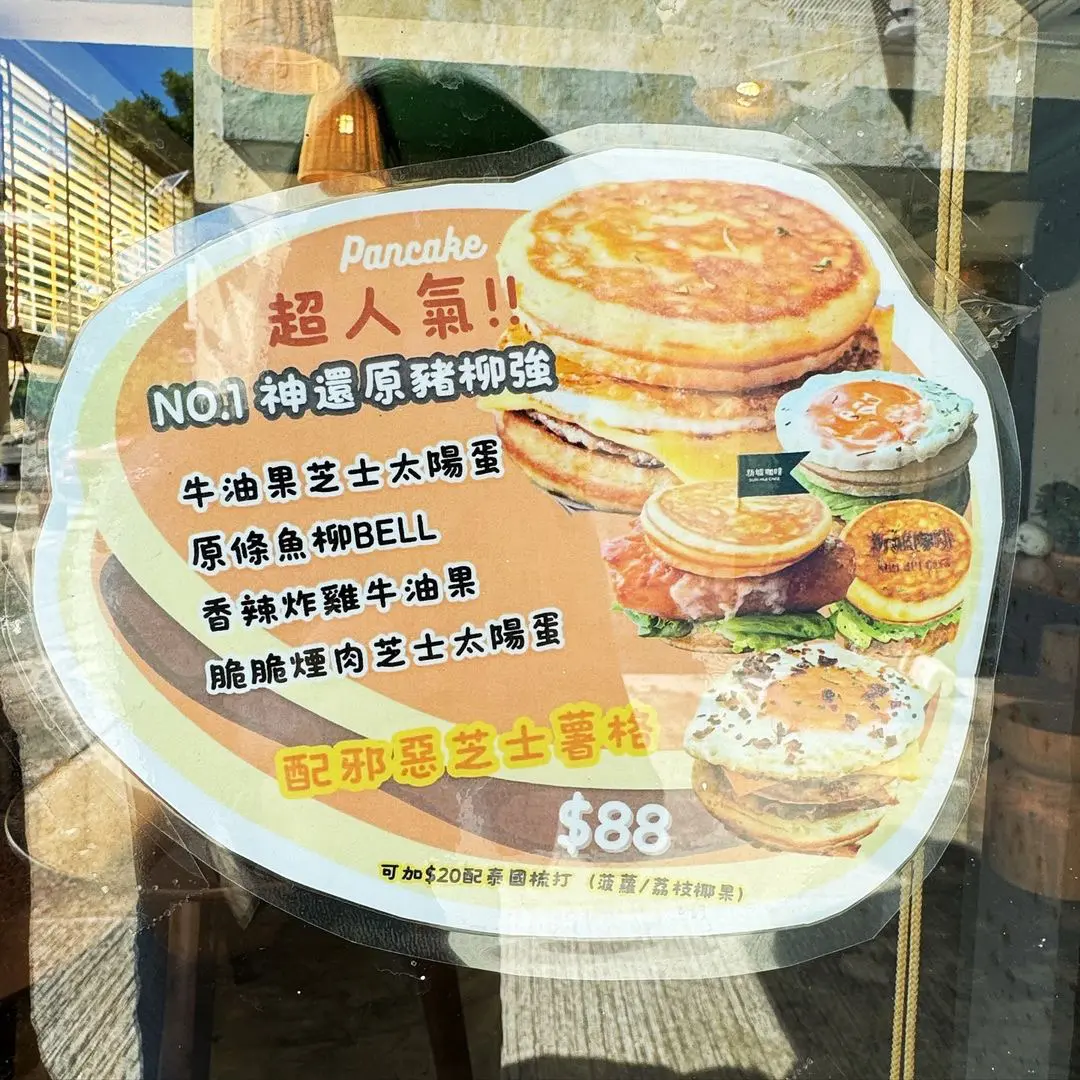 Pancake
超人氣!!
NO.1 神還原豬柳強
牛油果芝士太陽蛋
原條魚柳BELL
香辣炸雞牛油果
脆脆煙肉芝士太陽蛋
配邪惡芝士薯格
$88
可加$20配泰國梳打 (菠蘿/荔枝椰果)